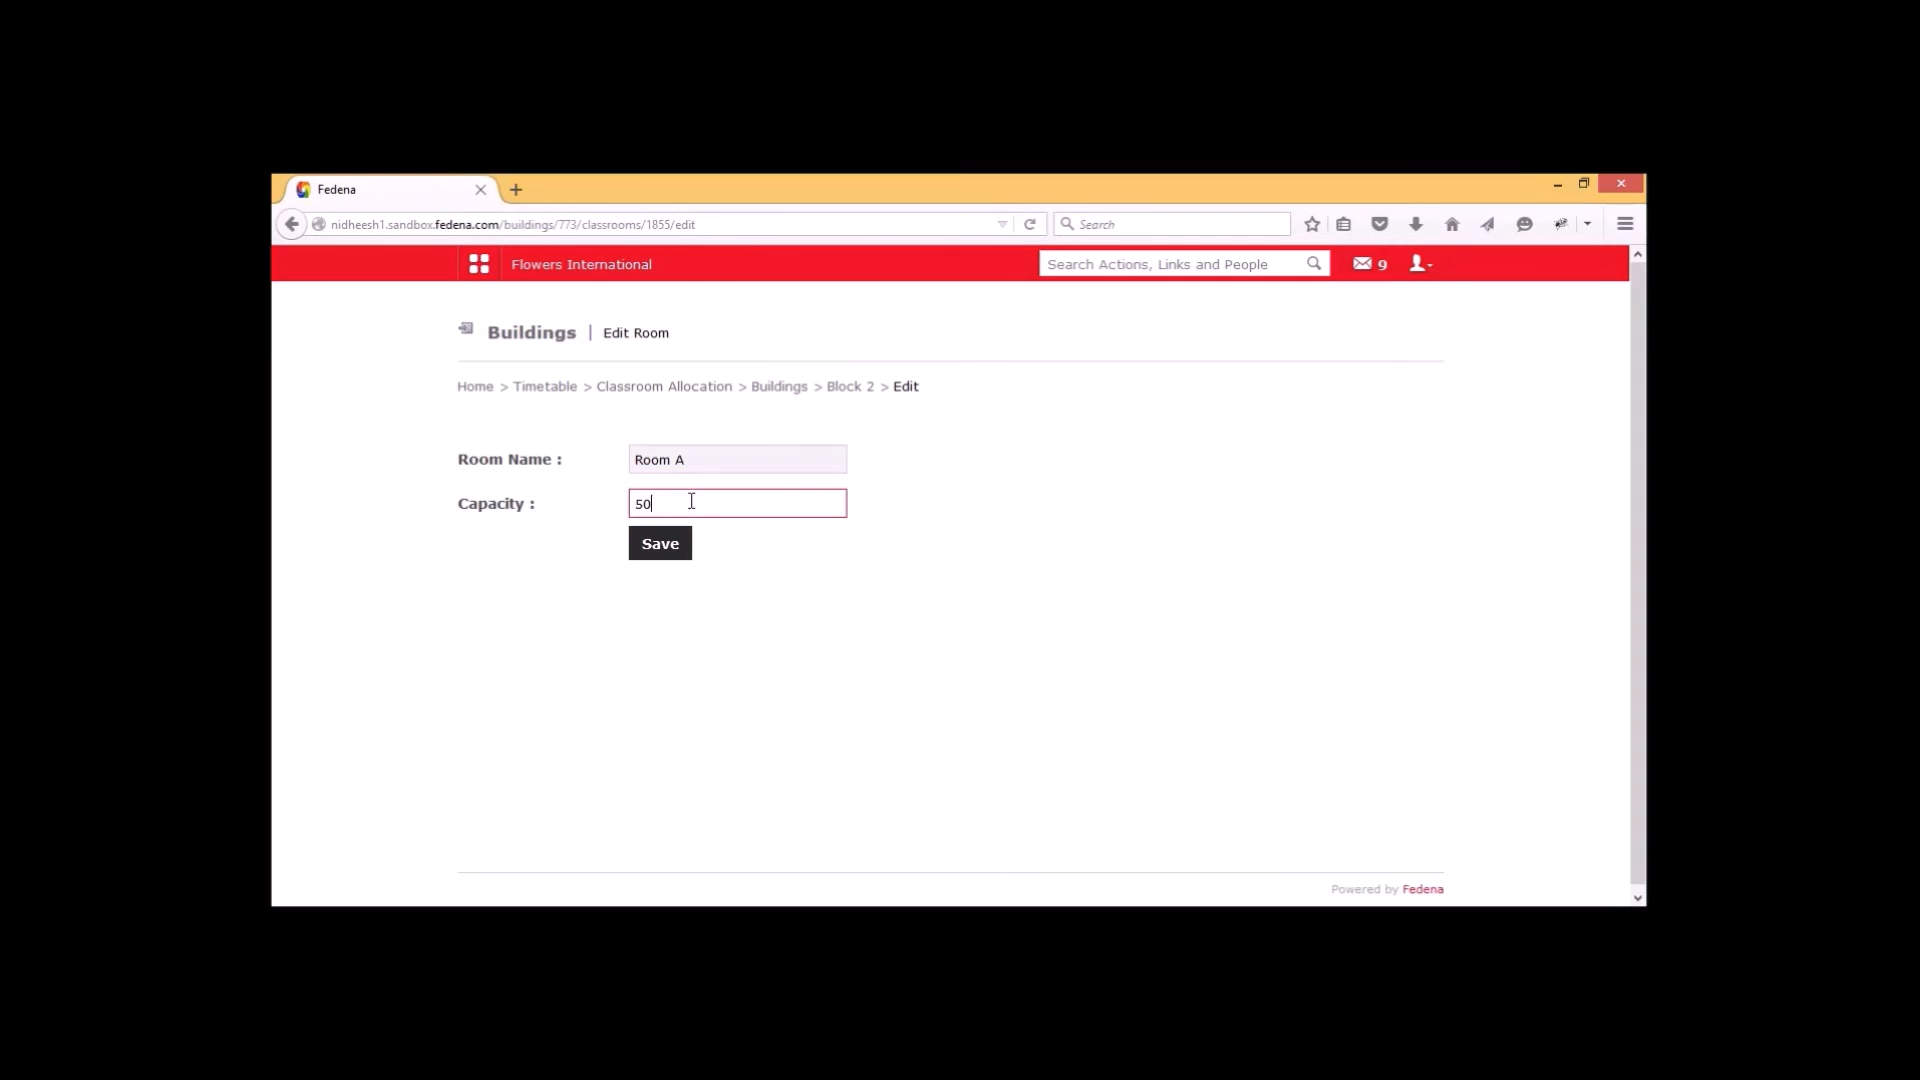 Fedena
nidheesh1.sandbox.fedena.com/buildings/773/classrooms/1855/edit
Search
Flowers International
Search Actions, Links and People
9
Buildings | Edit Room
Home > Timetable > Classroom Allocation > Buildings > Block 2 > Edit
Room Name : Room A
Capacity : 50
Save
Powered by Fedena